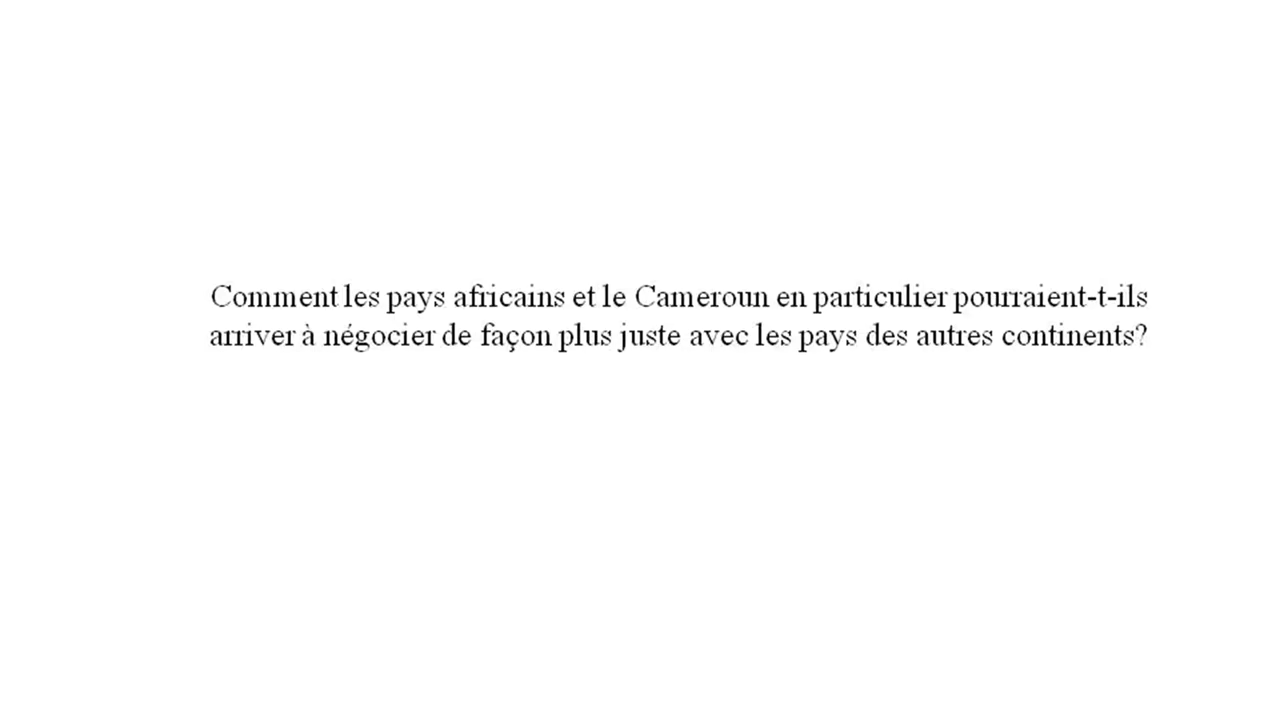 Comment les pays africains et le Cameroun en particulier pourraient-t-ils
arriver à négocier de façon plus juste avec les pays des autres continents?